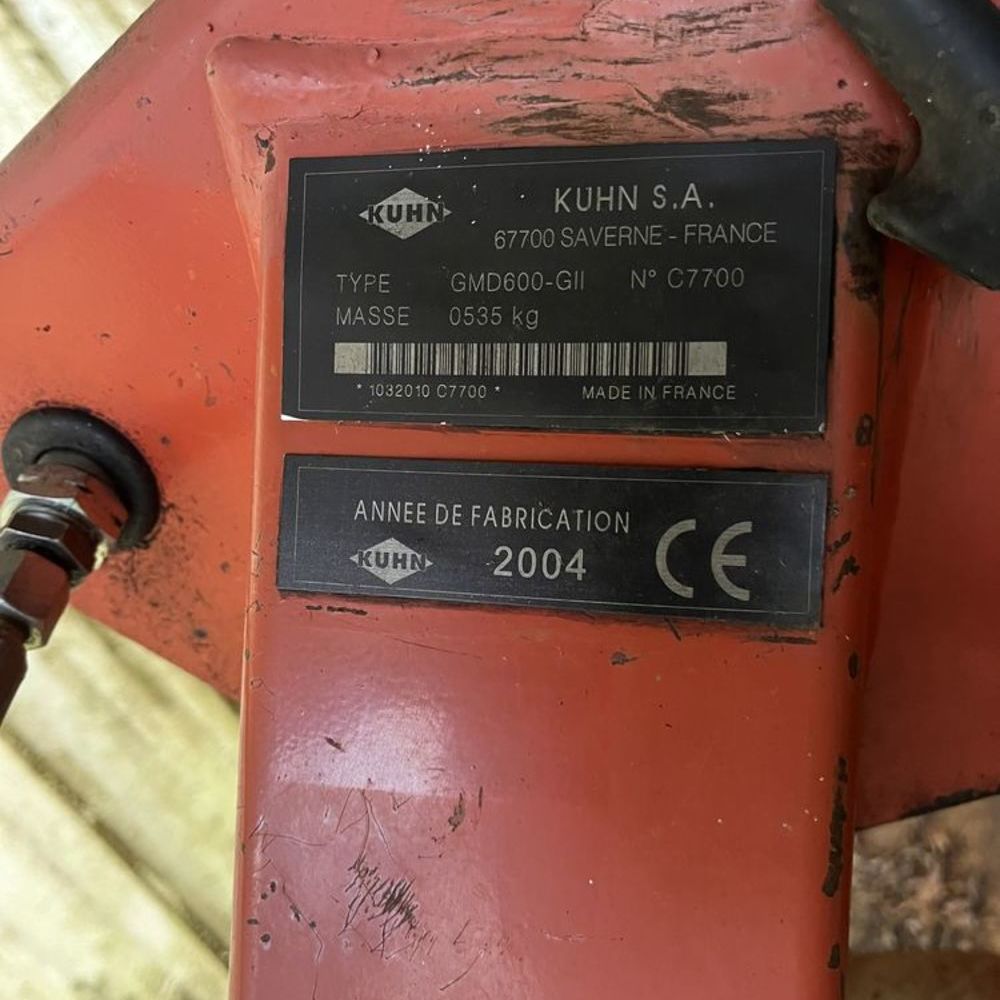 KUHN
KUHN S.A.
67700 SAVERNE - FRANCE
TYPE GMD600-GII N° C7700
MASSE 0535 kg
* 1032010 C7700 * MADE IN FRANCE
ANNEE DE FABRICATION
KUHN 2004 CE